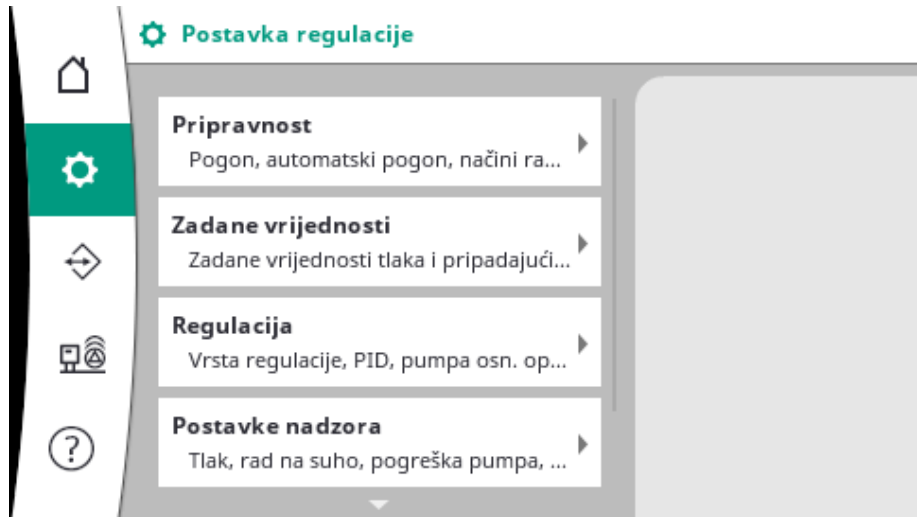 Postavka regulacije
Pripravnost
Pogon, automatski pogon, načini ra...
Zadane vrijednosti
Zadane vrijednosti tlaka i pripadajući...
Regulacija
Vrsta regulacije, PID, pumpa osn. op...
Postavke nadzora
Tlak, rad na suho, pogreška pumpa, ...
?